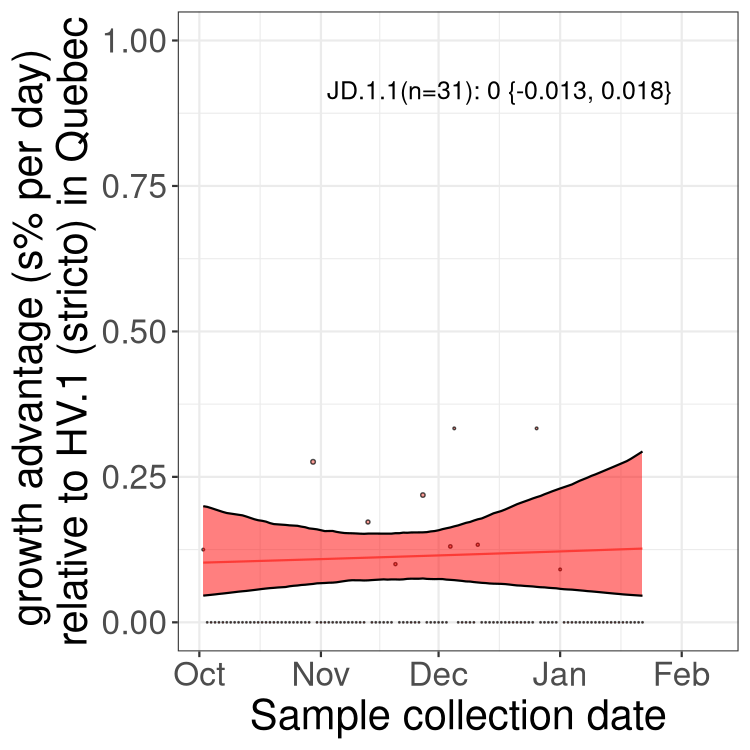 growth advantage (s% per day)
relative to HV.1 (stricto) in Quebec
1.00
JD.1.1(n=31): 0 {-0.013, 0.018}
0.75
0.50
0.25
0.00
Oct Nov Dec Jan Feb
Sample collection date